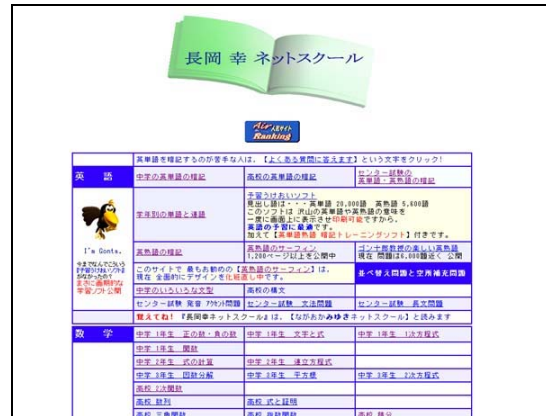 長岡 幸 ネットスクール
人気サイト
Ranking
英単語を暗記するのが苦手な人は、【よくある質問に答えます】という文字をクリック!
英 語
中学の英単語の暗記
高校の英単語の暗記
センター試験の
英単語・英熟語の暗記
I'm Gonta.
学年別の単語と連語
予習うけおいソフト
見出し語は・・・英単語 20,000語 英熟語 5,600語
このソフトは 沢山の英単語や英熟語の意味を
一度に画面上に表示させ印刷可能ですから、
英語の予習に最適です。
加えて【英単語熟語 暗記トレーニングソフト】付きです。
英熟語の暗記
英熟語のサーフィン
1,200ページ以上を公開中
ゴン十郎教授の楽しい英熟語
現在 問題は6,000題近く 公開
このサイトで 最もお勧めの【英熟語のサーフィン】は、
現在 全面的にデザインを化粧直し中です。
並べ替え問題と空所補充問題
中学のいろいろな文型
高校の構文
センター試験 発音 アクセント問題
センター試験 文法問題
センター試験 長文問題
覚えてね! 『長岡幸ネットスクール』は、【ながおかみゆきネットスクール】と読みます
数 学
中学 1年生 正の数・負の数
中学 1年生 文字と式
中学 1年生 1次方程式
中学 1年生 関数
中学 2年生 式の計算
中学 2年生 連立方程式
中学 3年生 因数分解
中学 3年生 平方根
中学 3年生 2次方程式
高校 2次関数
高校 数列
高校 式と証明
高校 三角関数
高校 指数関数
高校 積分